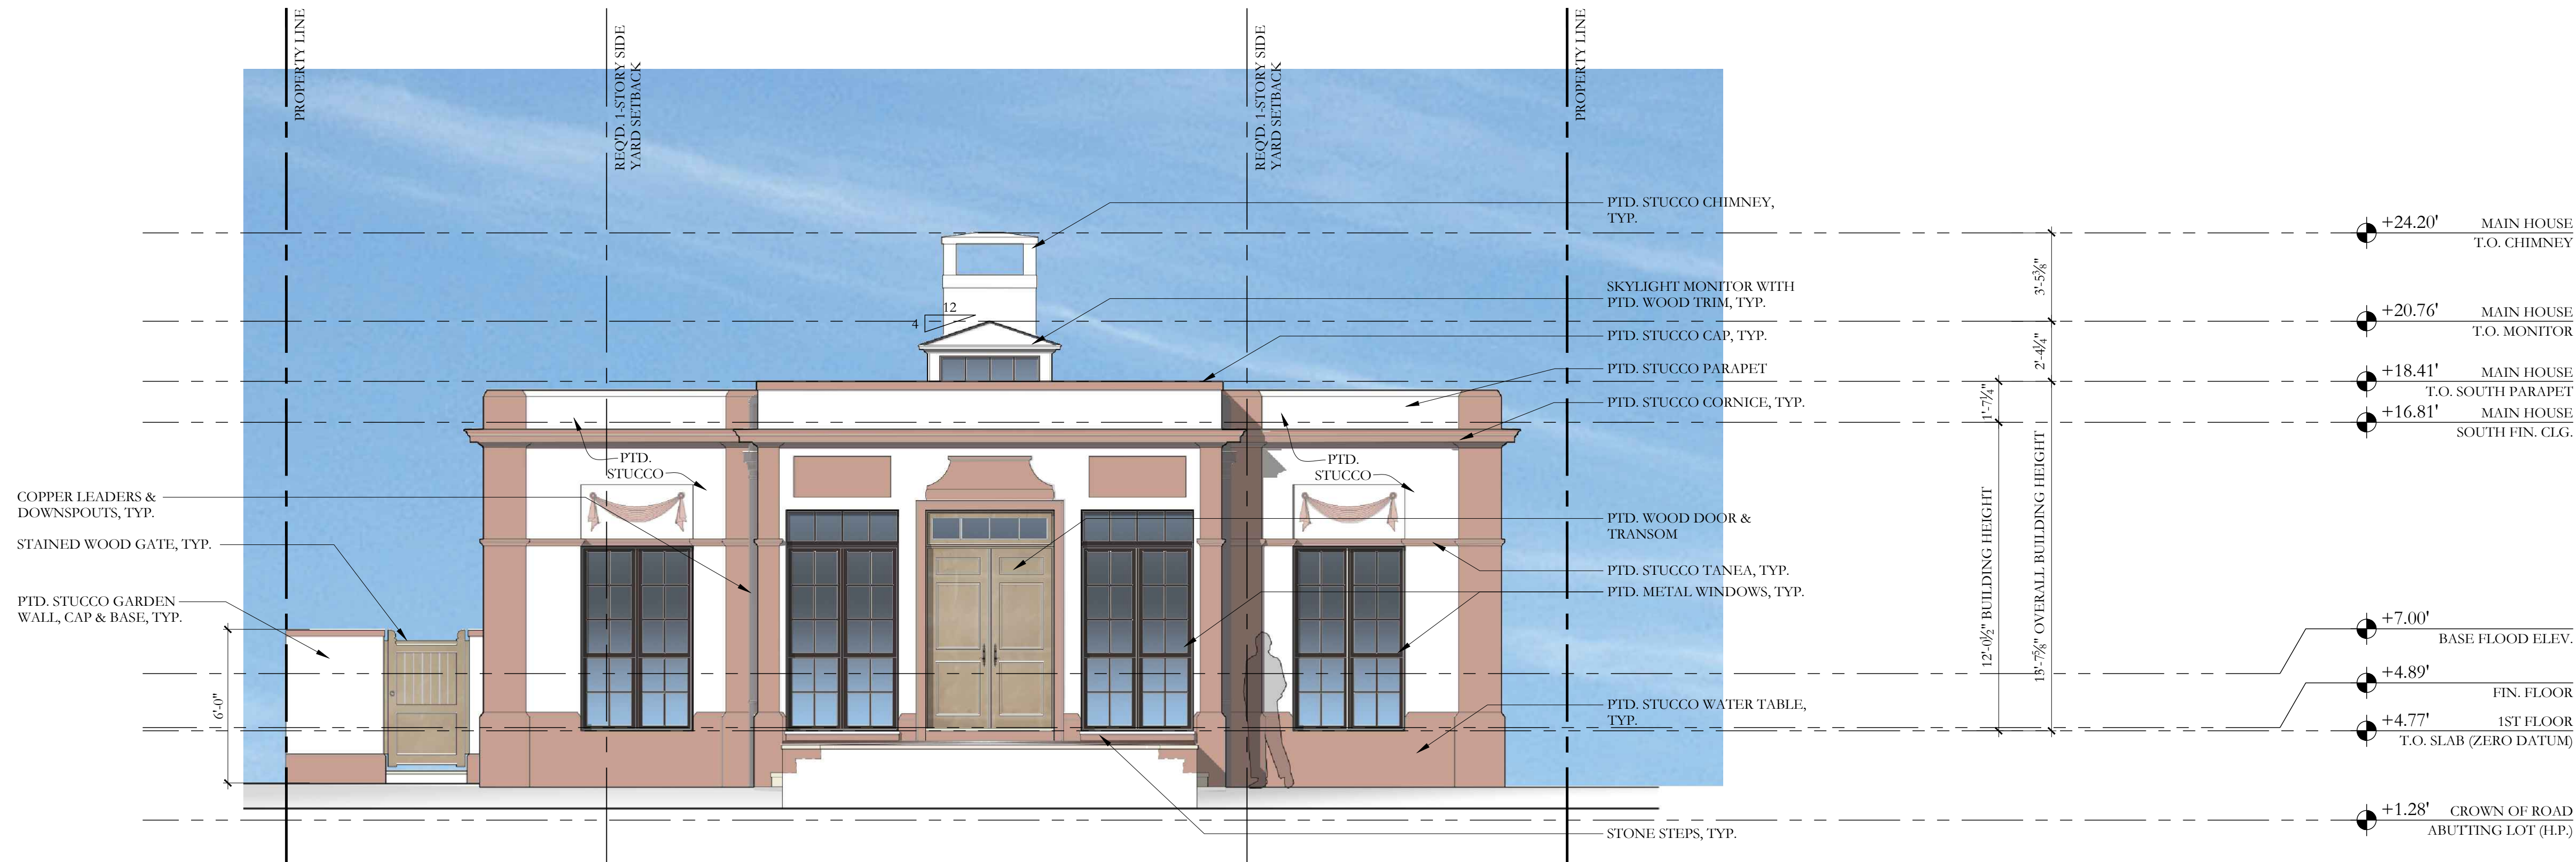 PROPERTY LINE
REQ'D. 1-STORY SIDE
YARD SETBACK
REQ'D. 1-STORY SIDE
YARD SETBACK
PROPERTY LINE
PTD. STUCCO CHIMNEY,
TYP.
SKYLIGHT MONITOR WITH
PTD. WOOD TRIM, TYP.
PTD. STUCCO CAP, TYP.
PTD. STUCCO PARAPET
PTD. STUCCO CORNICE, TYP.
12
4
PTD.
STUCCO
PTD.
STUCCO
COPPER LEADERS &
DOWNSPOUTS, TYP.
STAINED WOOD GATE, TYP.
PTD. STUCCO GARDEN
WALL, CAP & BASE, TYP.
6'-0"
PTD. WOOD DOOR &
TRANSOM
PTD. STUCCO TANEA, TYP.
PTD. METAL WINDOWS, TYP.
PTD. STUCCO WATER TABLE,
TYP.
STONE STEPS, TYP.
3'-5⅜"
2'-4¼"
1'-7¼"
12'-0½" BUILDING HEIGHT
13'-7⅝" OVERALL BUILDING HEIGHT
+24.20' MAIN HOUSE
T.O. CHIMNEY
+20.76' MAIN HOUSE
T.O. MONITOR
+18.41' MAIN HOUSE
T.O. SOUTH PARAPET
+16.81' MAIN HOUSE
SOUTH FIN. CLG.
+7.00'
BASE FLOOD ELEV.
+4.89'
FIN. FLOOR
+4.77' 1ST FLOOR
T.O. SLAB (ZERO DATUM)
+1.28' CROWN OF ROAD
ABUTTING LOT (H.P.)